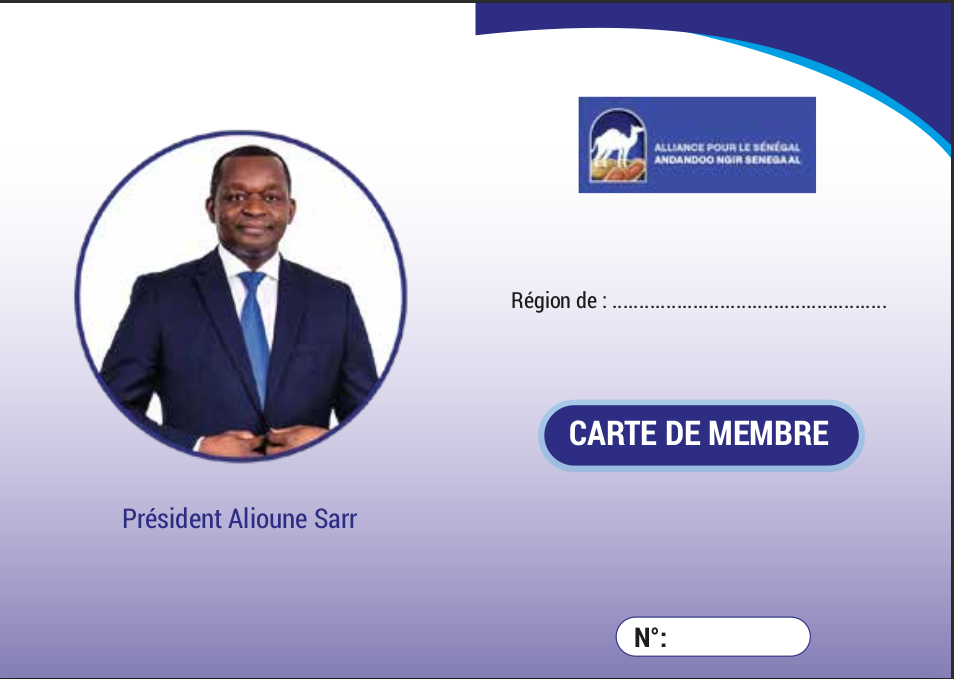 Président Alioune Sarr
ALLIANCE POUR LE SÉNÉGAL
ANDANDOO NGIR SENEGAAL
Région de : ..................................................
CARTE DE MEMBRE
N°: